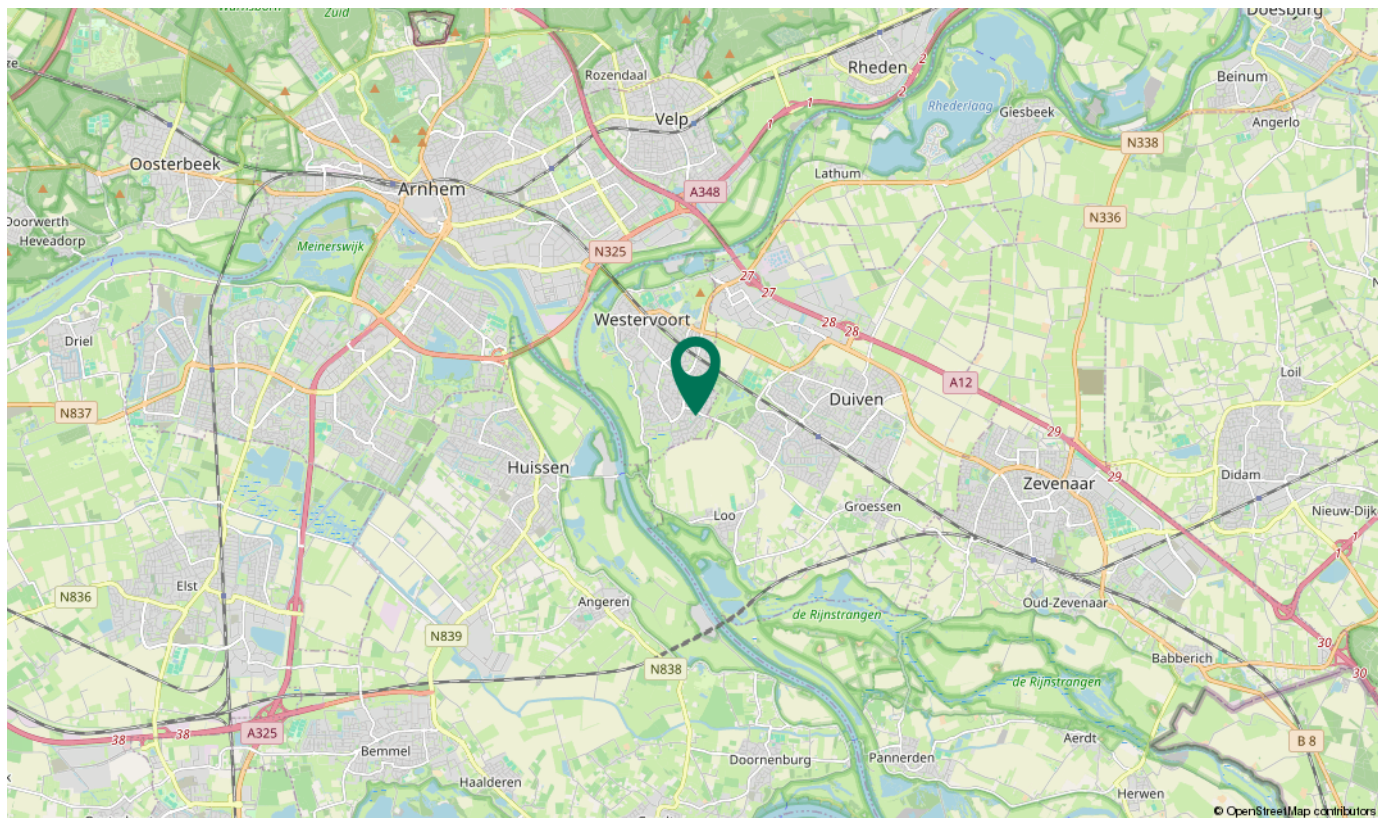 Zuid
Doesburg
Rozendaal
Rheden
2
Beinum
2
Velp
1
Rhederlaag
Giesbeek
1
Angerlo
N338
Oosterbeek
Lathum
Arnhem
A348
Doorwerth
N336
Heveadorp
Meinerswijk
N325
27
27
Westervoort
28
28
Driel
Loil
A12
Duiven
N837
29
Huissen
29
Didam
Zevenaar
Groessen
Nieuw-Dijk
Loo
1
1
Elst
N836
Angeren
Oud-Zevenaar
de Rijnstrangen
N839
30
Babberich
N838
30
de Rijnstrangen
A325
38
38
Aerdt
B 8
Bemmel
Doornenburg
Pannerden
Haalderen
Herwen
© OpenStreetMap contributors